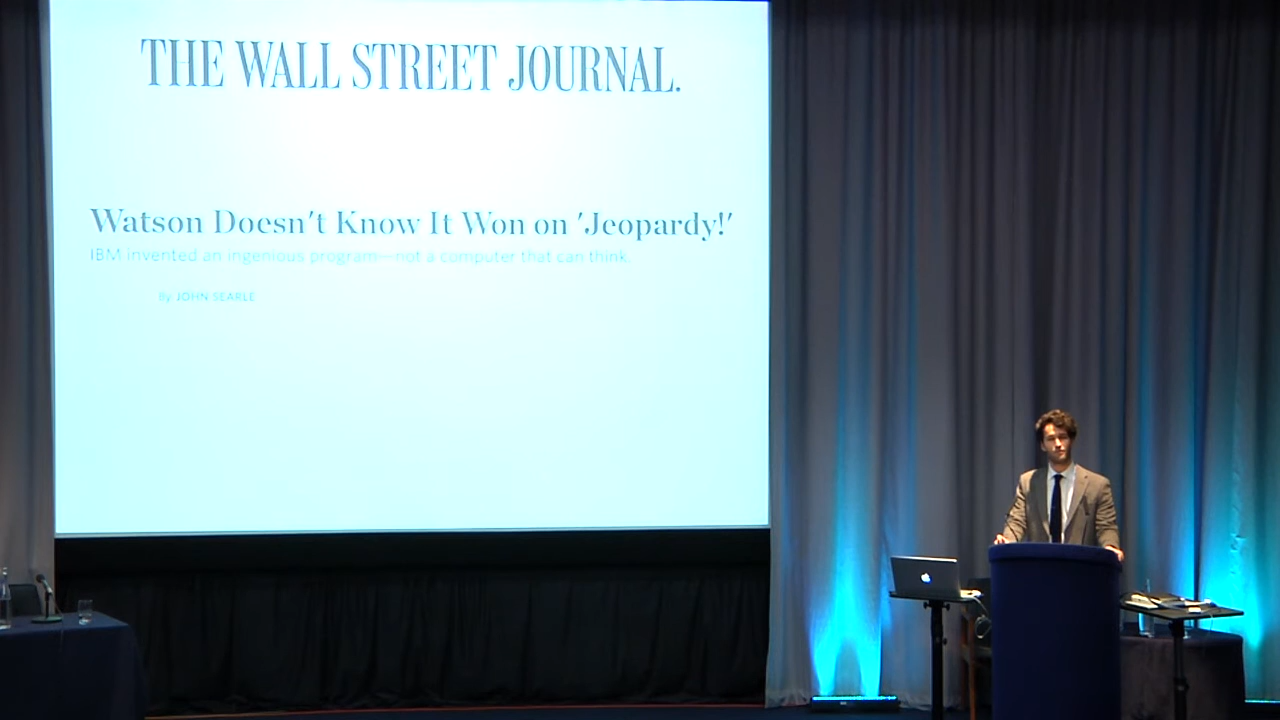 THE WALL STREET JOURNAL.
Watson Doesn't Know It Won on 'Jeopardy!'
IBM invented an ingenious program—not a computer that can think.
By JOHN SEARLE